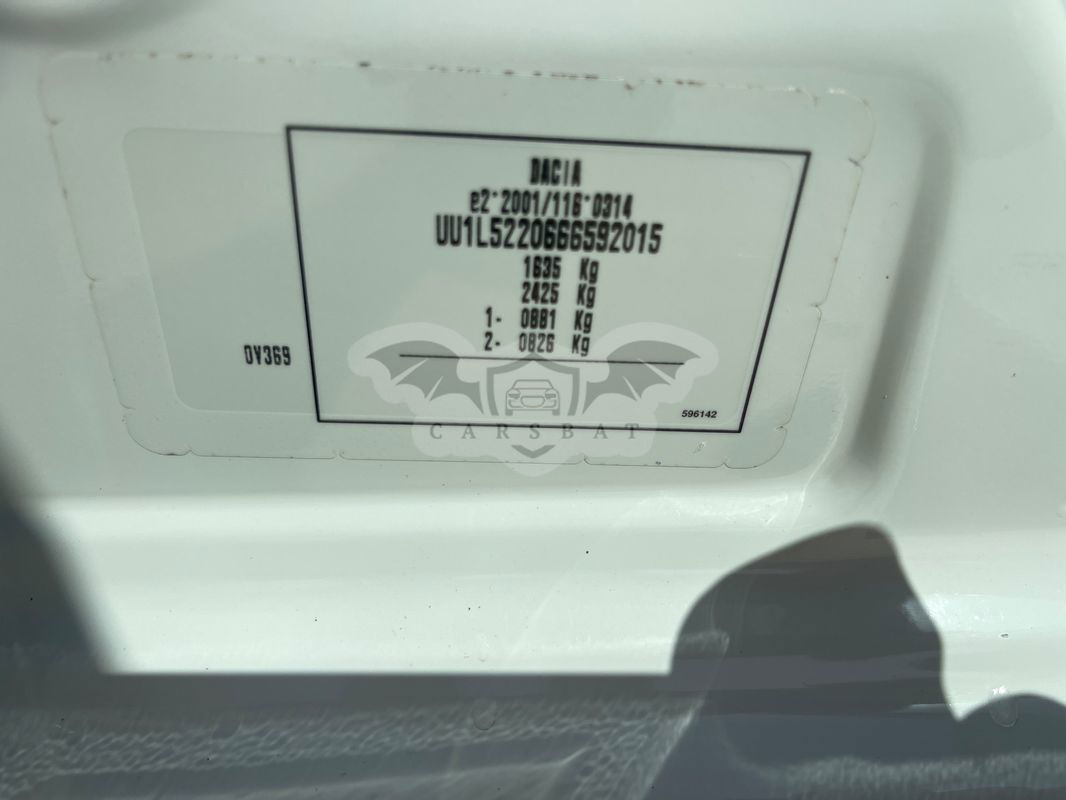 DACIA
e2*2001/116*0314
UU1L5220666592015
1635 Kg
2425 Kg
1- 0881 Kg
2- 0826 Kg
0V369
596142
CARSBAT